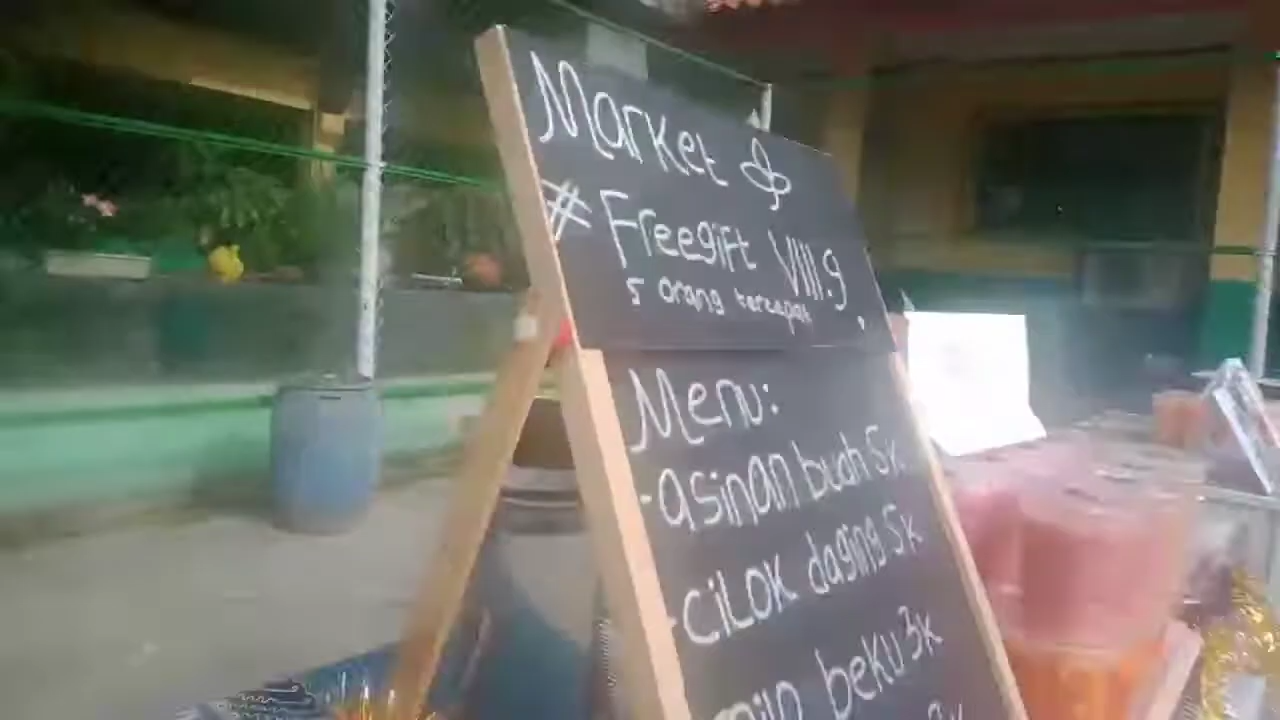 Market &
# Freegift VIII.9
5 orang tercepat
Menu:
-asinan buah 5k
-ciLok daging 5k
beku 3k